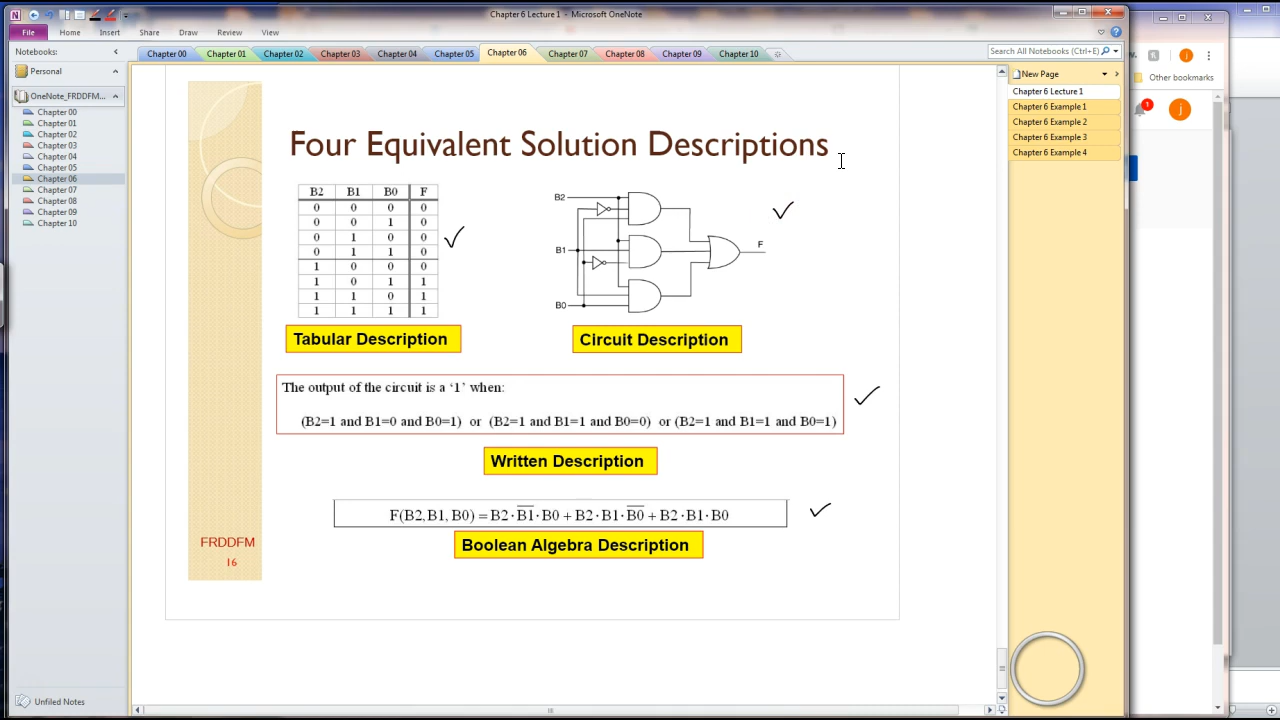 Chapter 6 Lecture 1 - Microsoft OneNote
File Home Insert Share Draw Review View
Notebooks:
Personal
OneNote_FRDDFM...
Chapter 00
Chapter 01
Chapter 02
Chapter 03
Chapter 04
Chapter 05
Chapter 06
Chapter 07
Chapter 08
Chapter 09
Chapter 10
Unfiled Notes
Chapter 00 Chapter 01 Chapter 02 Chapter 03 Chapter 04 Chapter 05 Chapter 06 Chapter 07 Chapter 08 Chapter 09 Chapter 10
Search All Notebooks (Ctrl+E)
Four Equivalent Solution Descriptions
B2 B1 B0 F
0 0 0 0
0 0 1 0
0 1 0 0
0 1 1 0
1 0 0 0
1 0 1 1
1 1 0 1
1 1 1 1
Tabular Description
B2
B1
B0
F
Circuit Description
The output of the circuit is a ‘1’ when:
(B2=1 and B1=0 and B0=1) or (B2=1 and B1=1 and B0=0) or (B2=1 and B1=1 and B0=1)
Written Description
F(B2,B1,B0) = B2·B̅1̅·B0 + B2·B1·B̅0̅ + B2·B1·B0
Boolean Algebra Description
FRDDFM
16
New Page
Chapter 6 Lecture 1
Chapter 6 Example 1
Chapter 6 Example 2
Chapter 6 Example 3
Chapter 6 Example 4
j
Other bookmarks
1
j